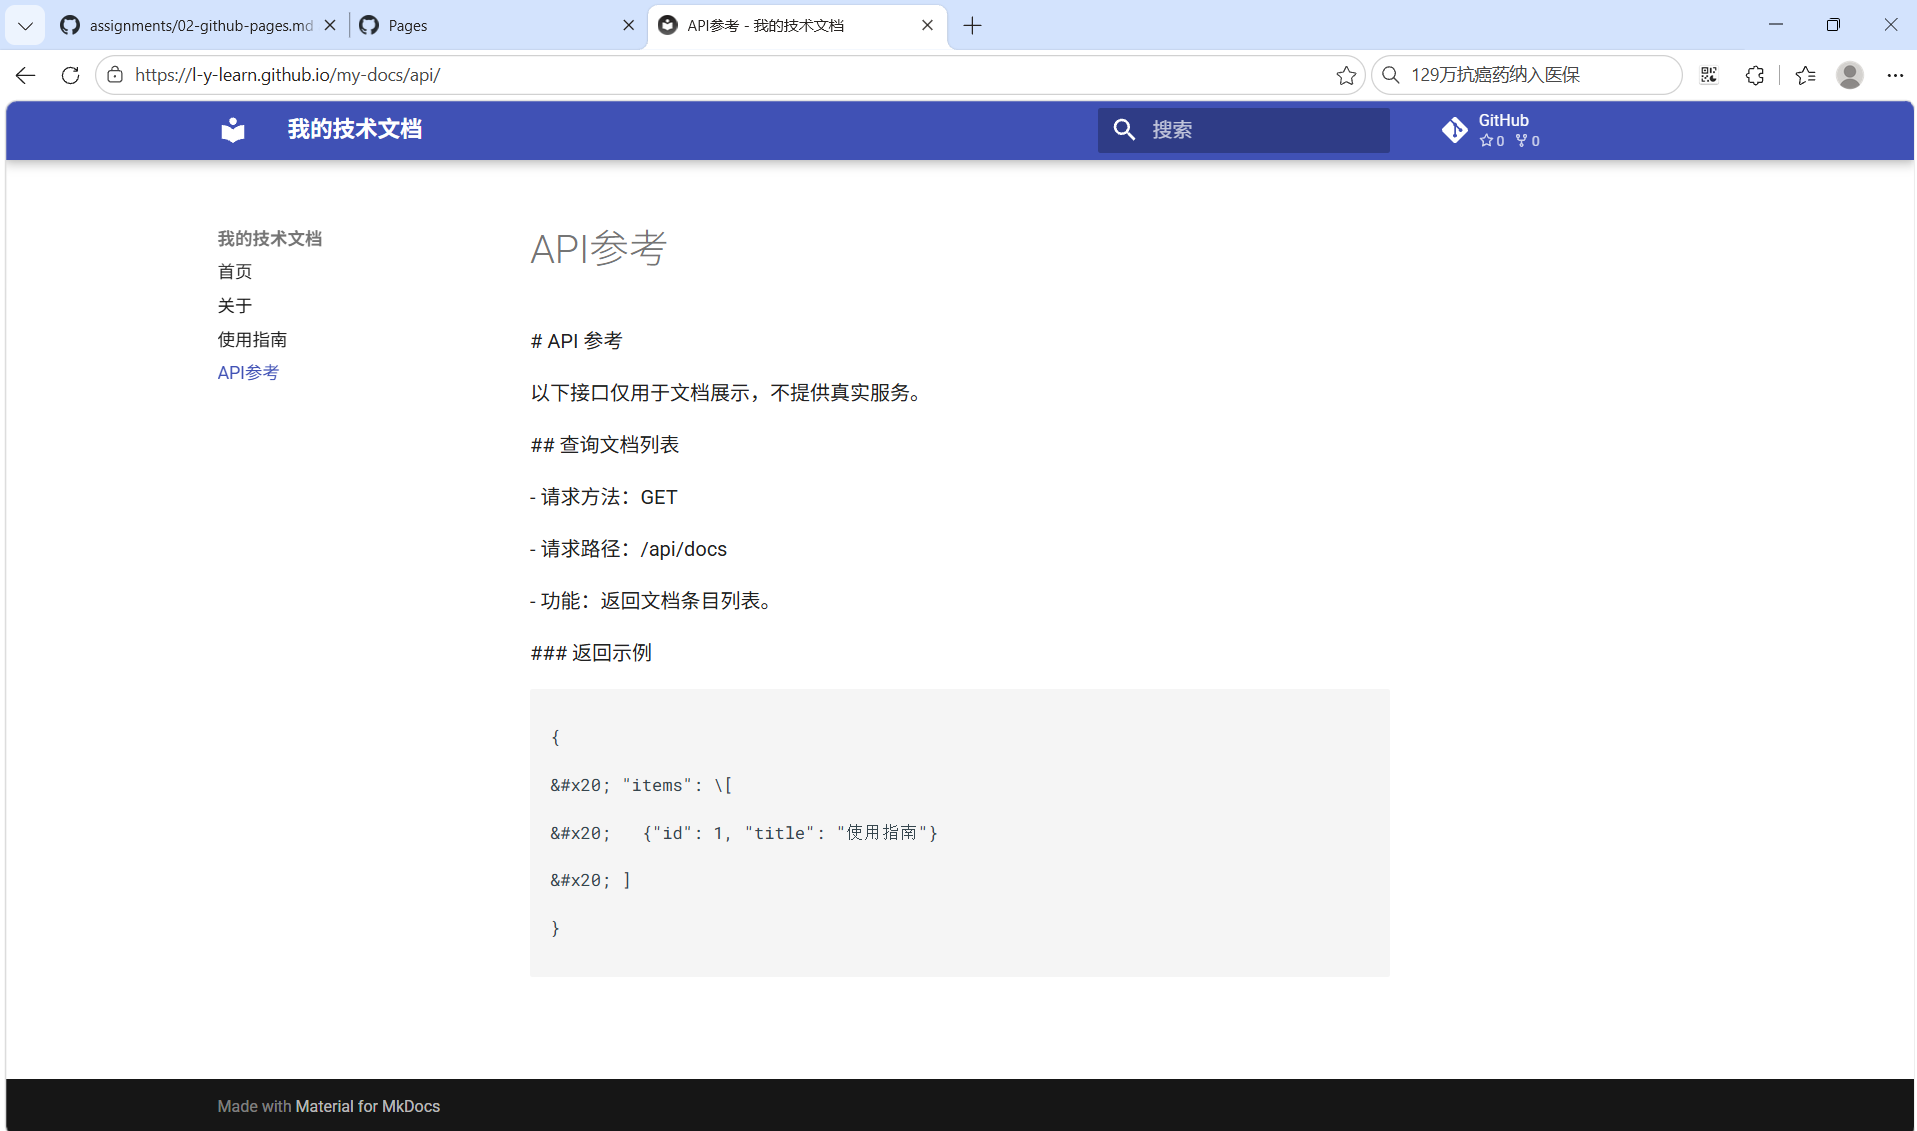 assignments/02-github-pages.md
Pages
API参考 - 我的技术文档
https://l-y-learn.github.io/my-docs/api/
129万抗癌药纳入医保
我的技术文档
搜索
GitHub
0 0
我的技术文档
首页
关于
使用指南
API参考
API参考
# API 参考
以下接口仅用于文档展示，不提供真实服务。
## 查询文档列表
- 请求方法：GET
- 请求路径：/api/docs
- 功能：返回文档条目列表。
### 返回示例
{
&#x20; "items": \[
&#x20;   {"id": 1, "title": "使用指南"}
&#x20; ]
}
Made with Material for MkDocs